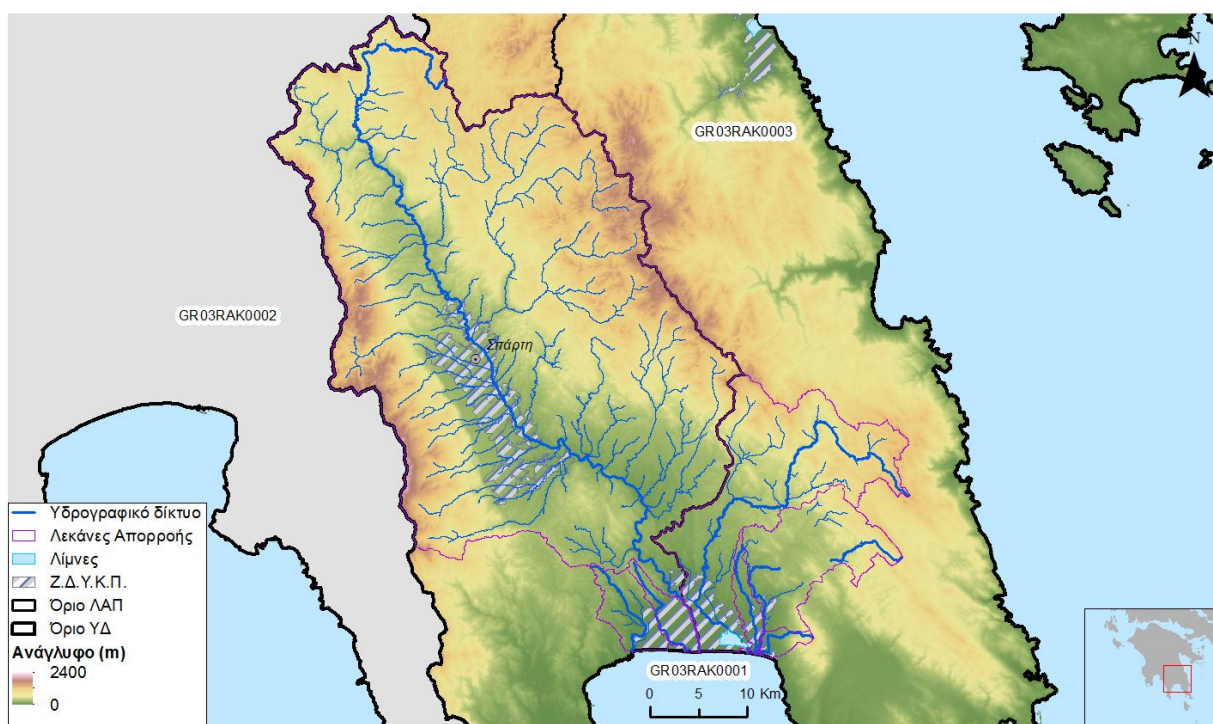 N
GR03RAK0003
GR03RAK0002
Σπάρτη
Υδρογραφικό δίκτυο
Λεκάνες Απορροής
Λίμνες
Ζ.Δ.Υ.Κ.Π.
Όριο ΛΑΠ
Όριο ΥΔ
Ανάγλυφο (m)
2400
0
GR03RAK0001
0 5 10 Km